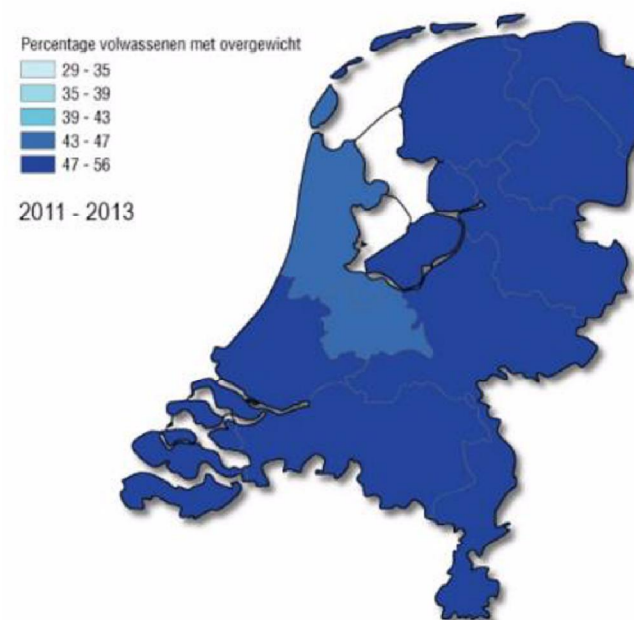 Percentage volwassenen met overgewicht
29 - 35
35 - 39
39 - 43
43 - 47
47 - 56
2011 - 2013